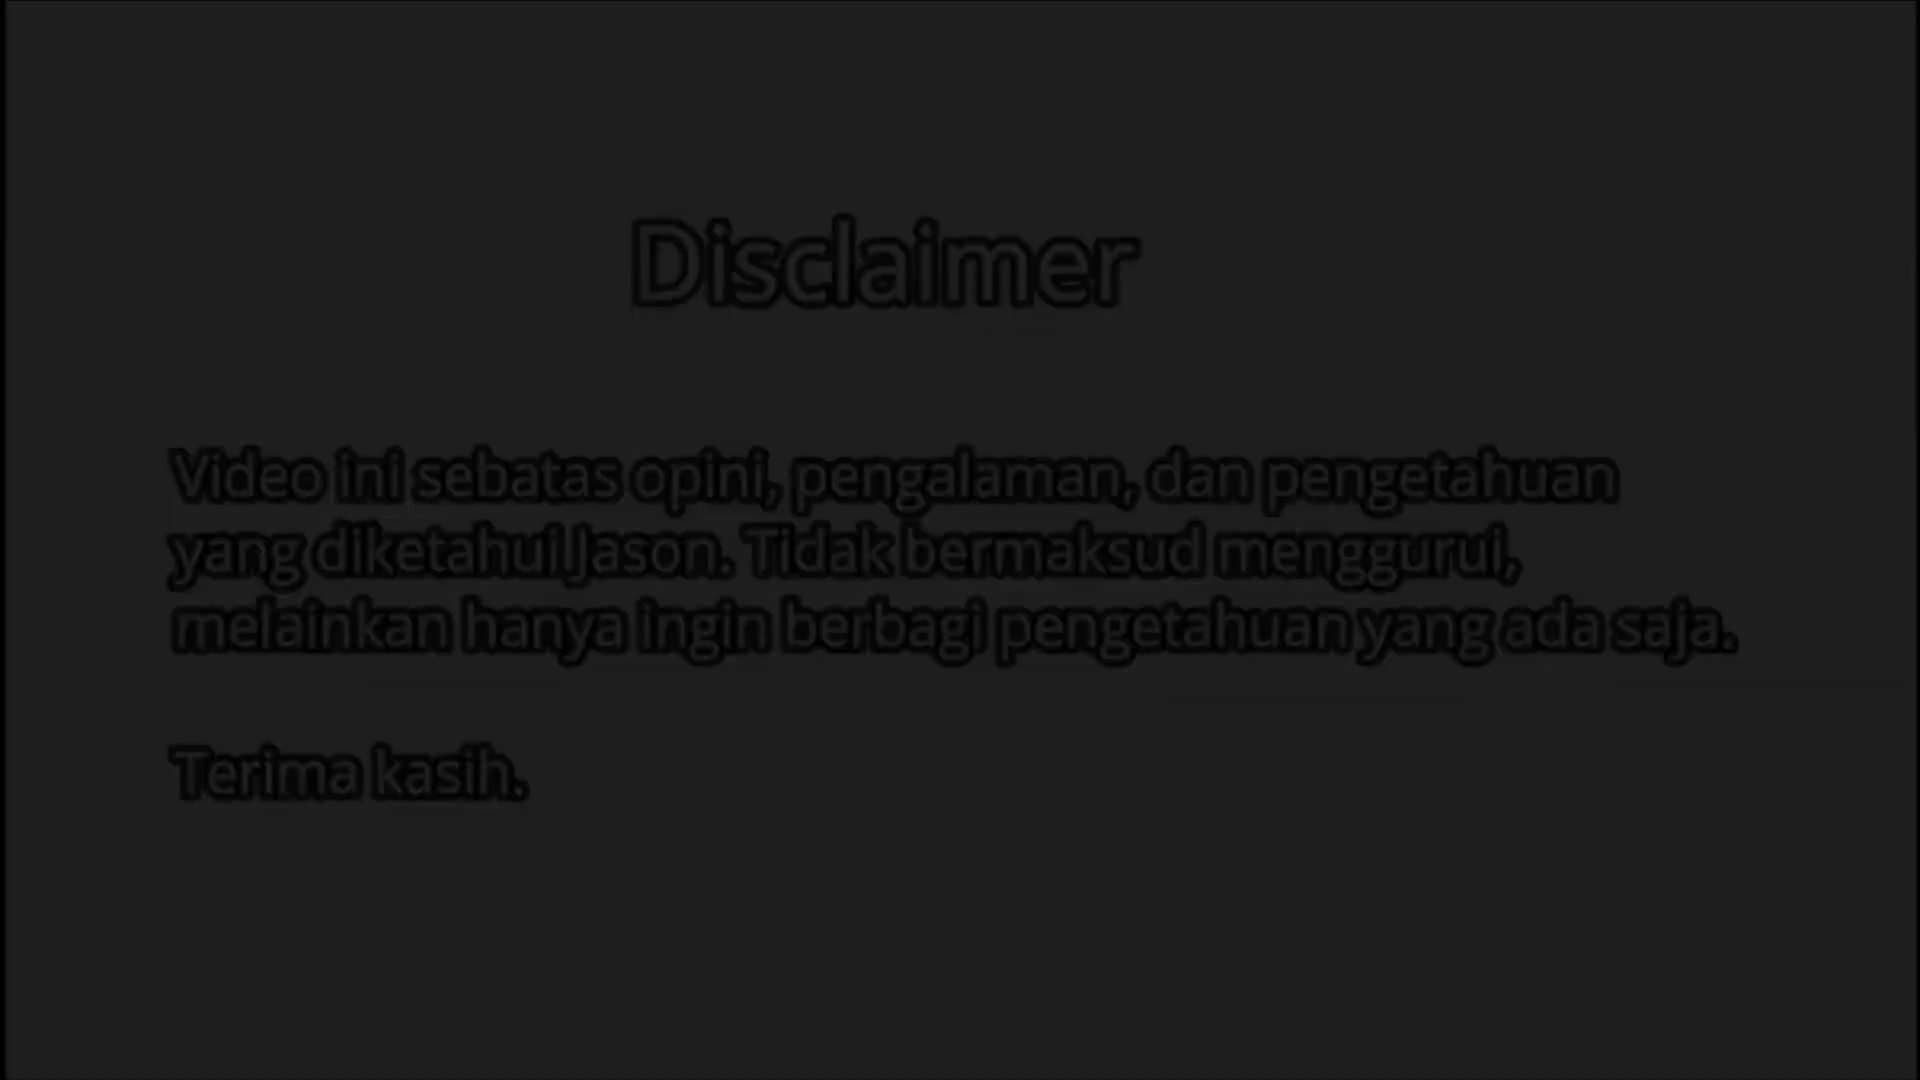 Disclaimer
Video ini sebatas opini, pengalaman, dan pengetahuan
yang diketahui Jason. Tidak bermaksud menggurui,
melainkan hanya ingin berbagi pengetahuan yang ada saja.
Terima kasih.